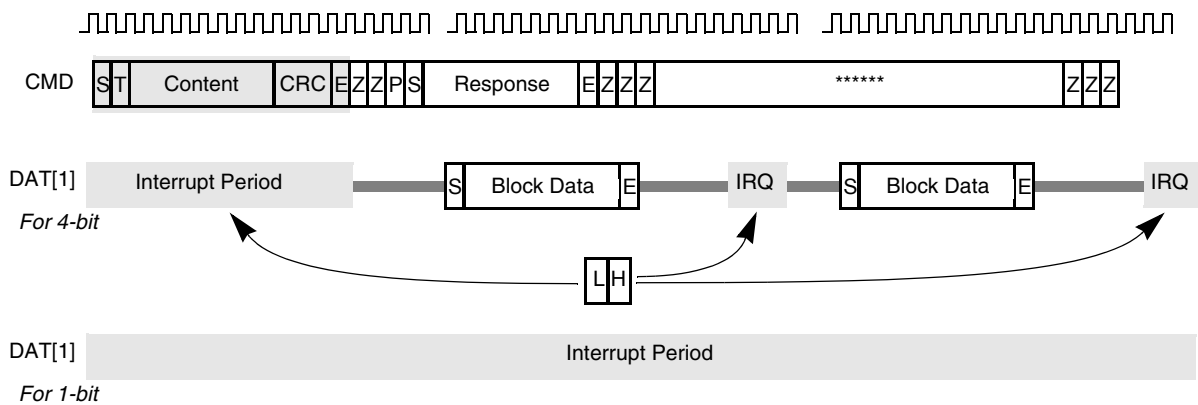 CMD S T Content CRC E Z Z P S Response E Z Z Z ****** Z Z Z
DAT[1] Interrupt Period S Block Data E IRQ S Block Data E IRQ
For 4-bit
L H
DAT[1] Interrupt Period
For 1-bit